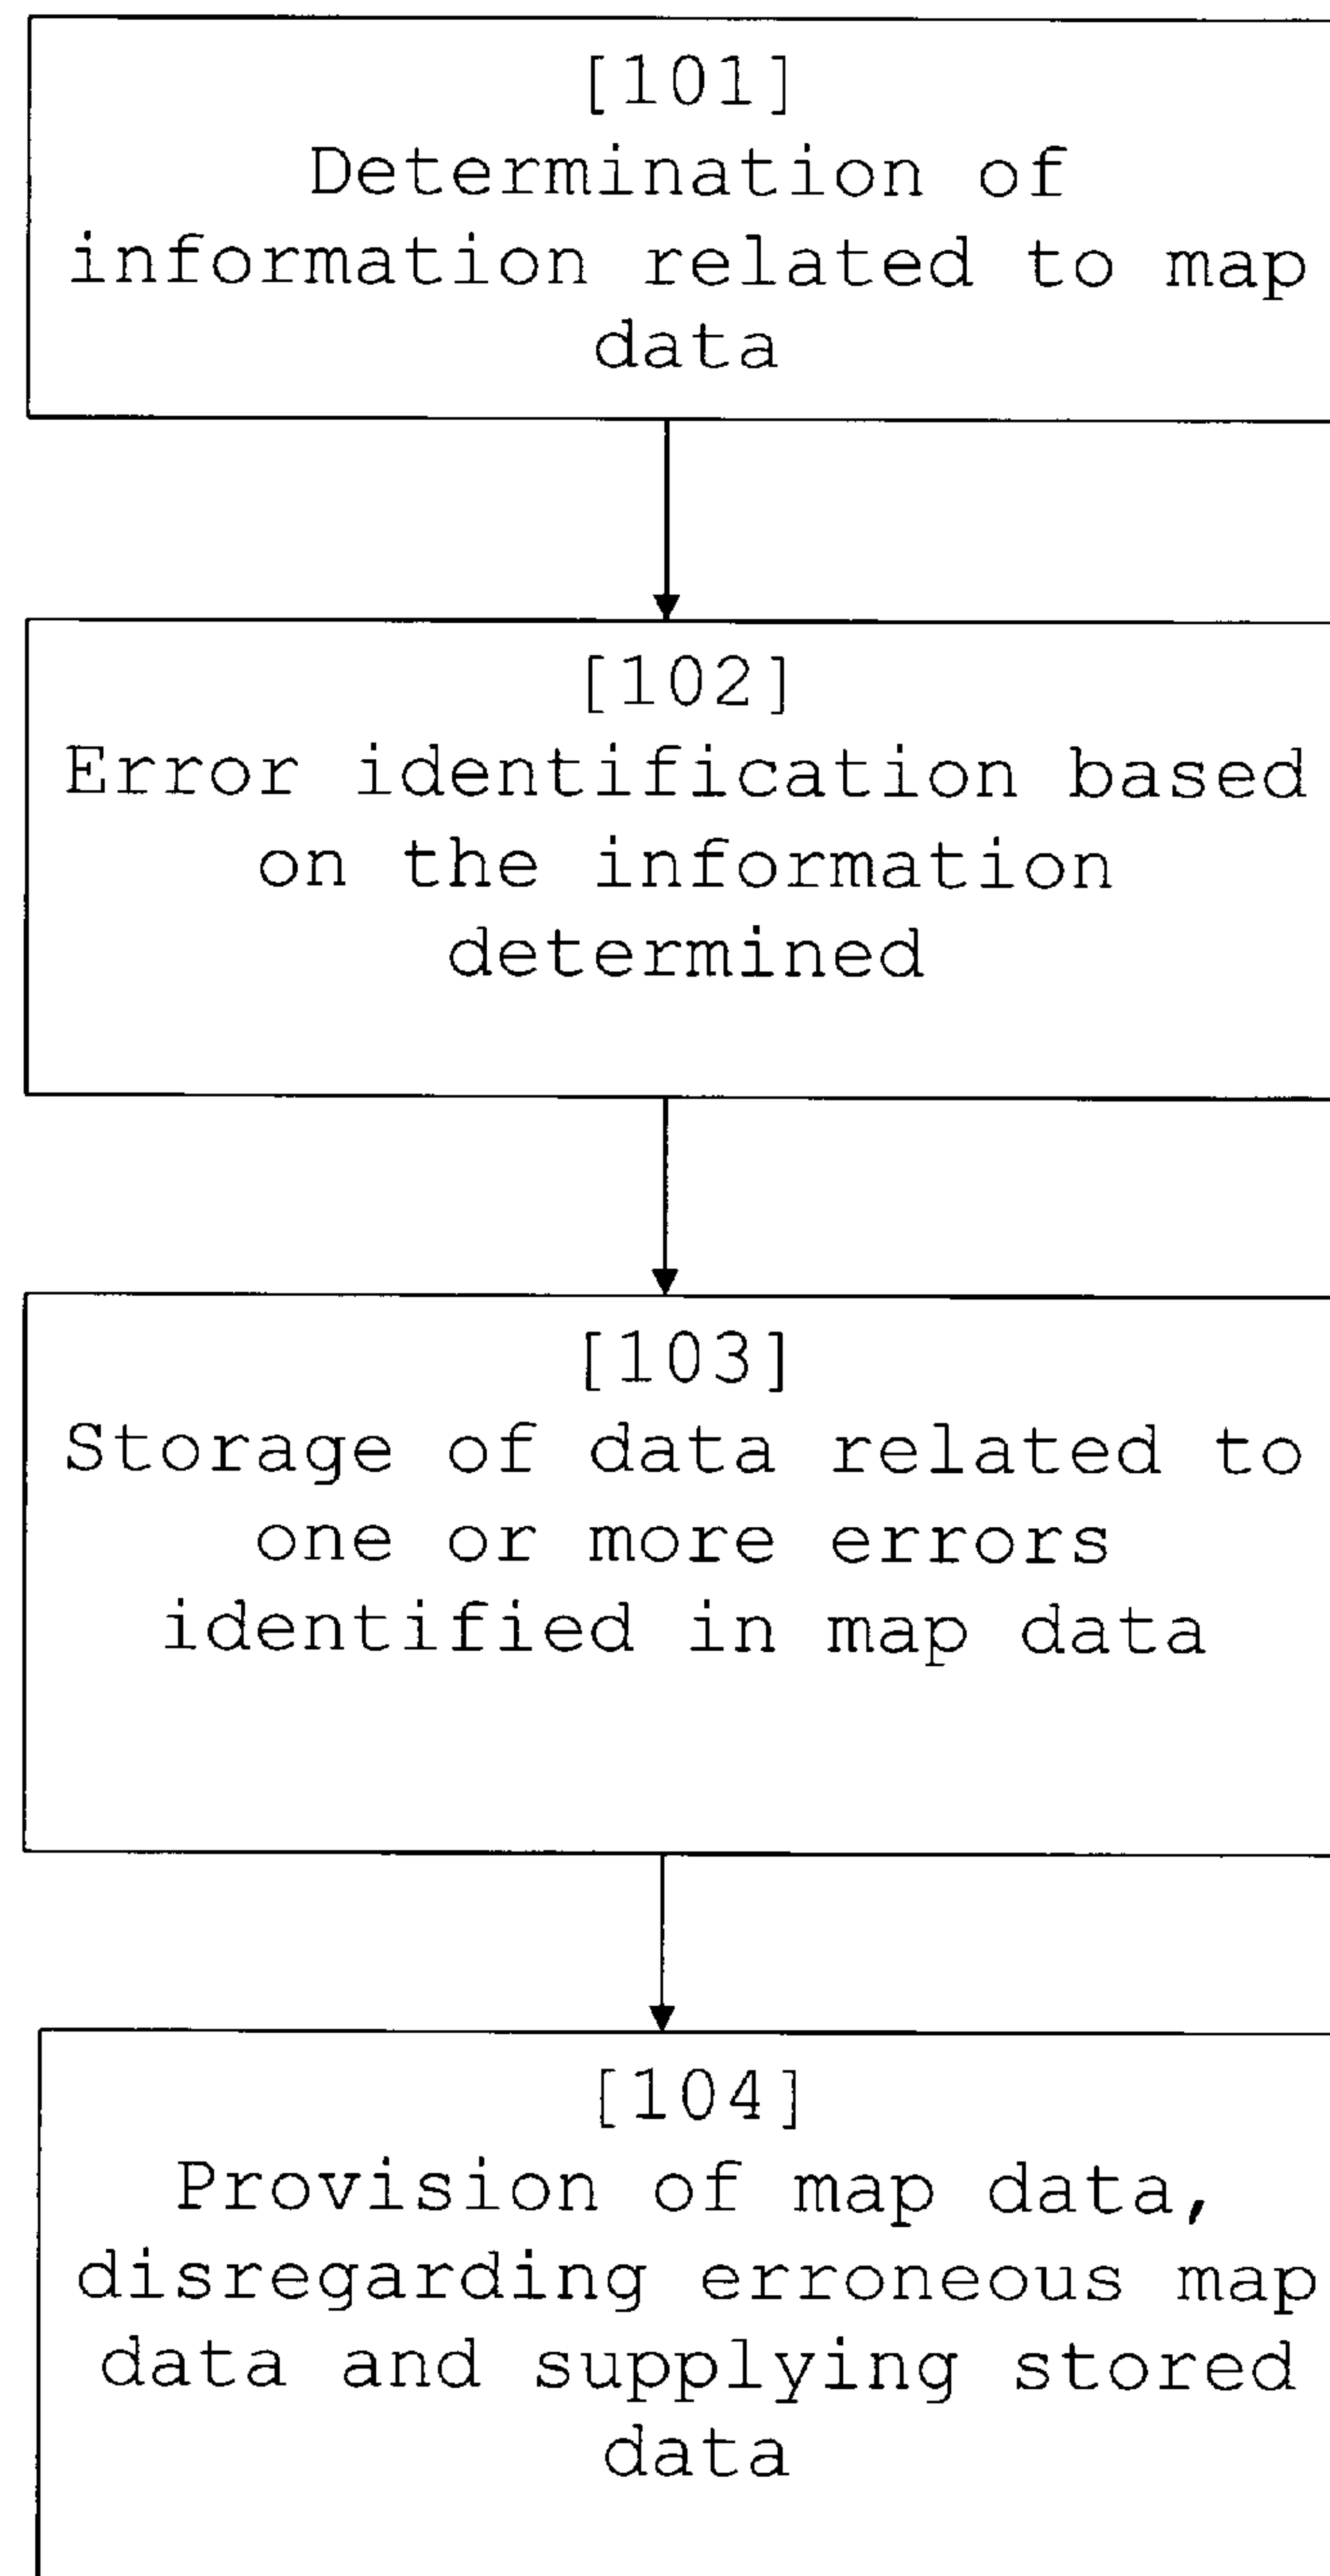 [101]
Determination of
information related to map
data
[102]
Error identification based
on the information
determined
[103]
Storage of data related to
one or more errors
identified in map data
[104]
Provision of map data,
disregarding erroneous map
data and supplying stored
data